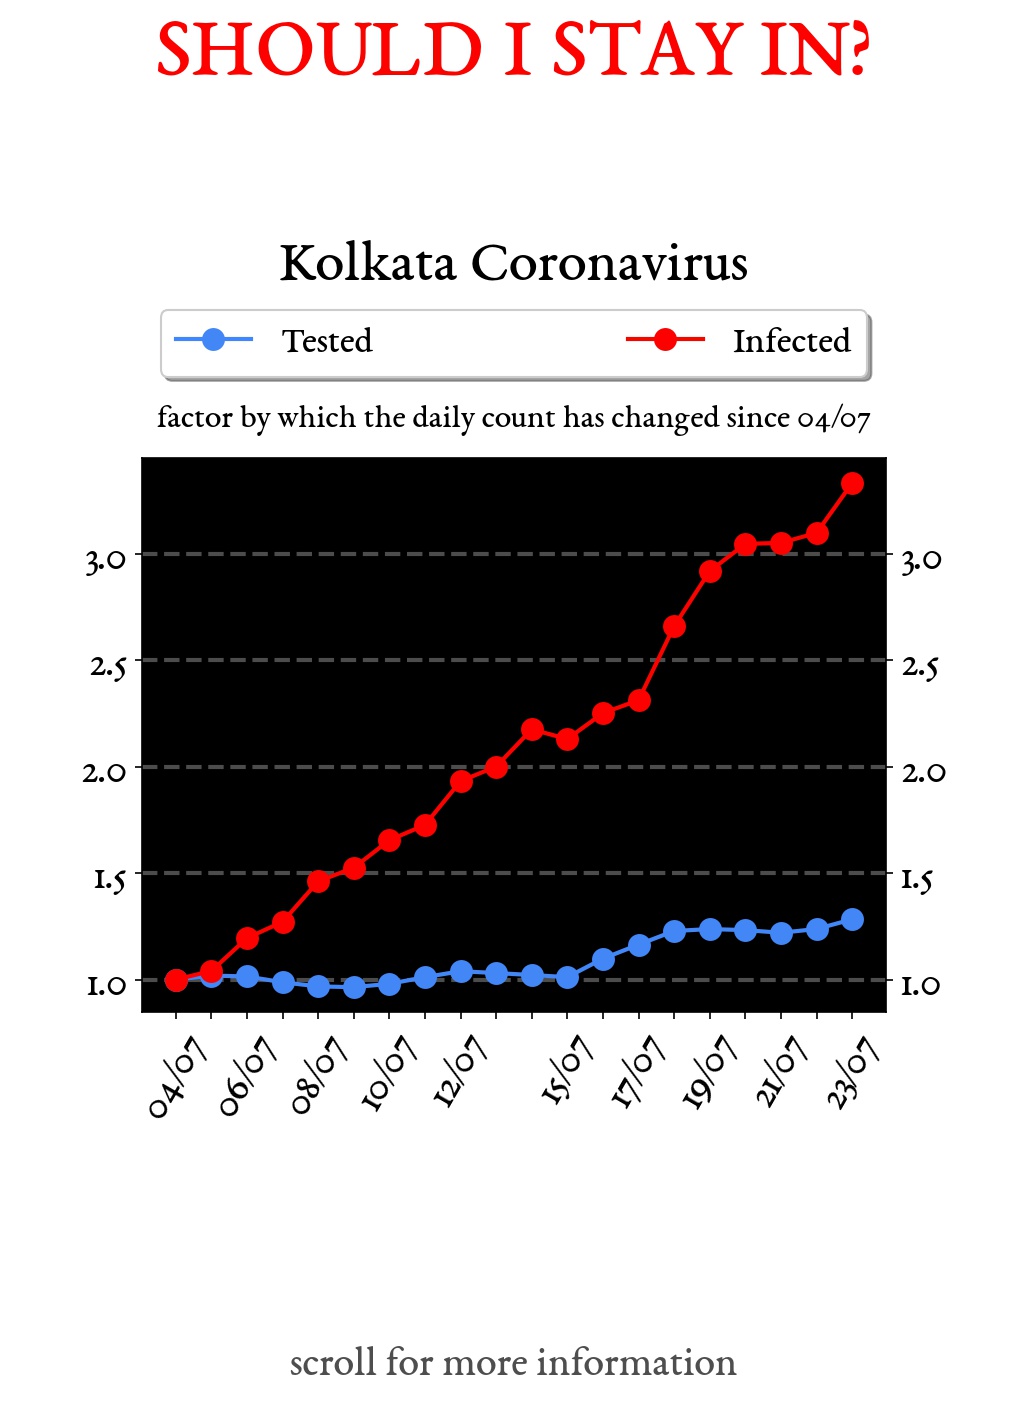 SHOULD I STAY IN?
Kolkata Coronavirus
Tested Infected
factor by which the daily count has changed since 04/07
3.0 3.0
2.5 2.5
2.0 2.0
1.5 1.5
1.0 1.0
04/07 06/07 08/07 10/07 12/07 15/07 17/07 19/07 21/07 23/07
scroll for more information